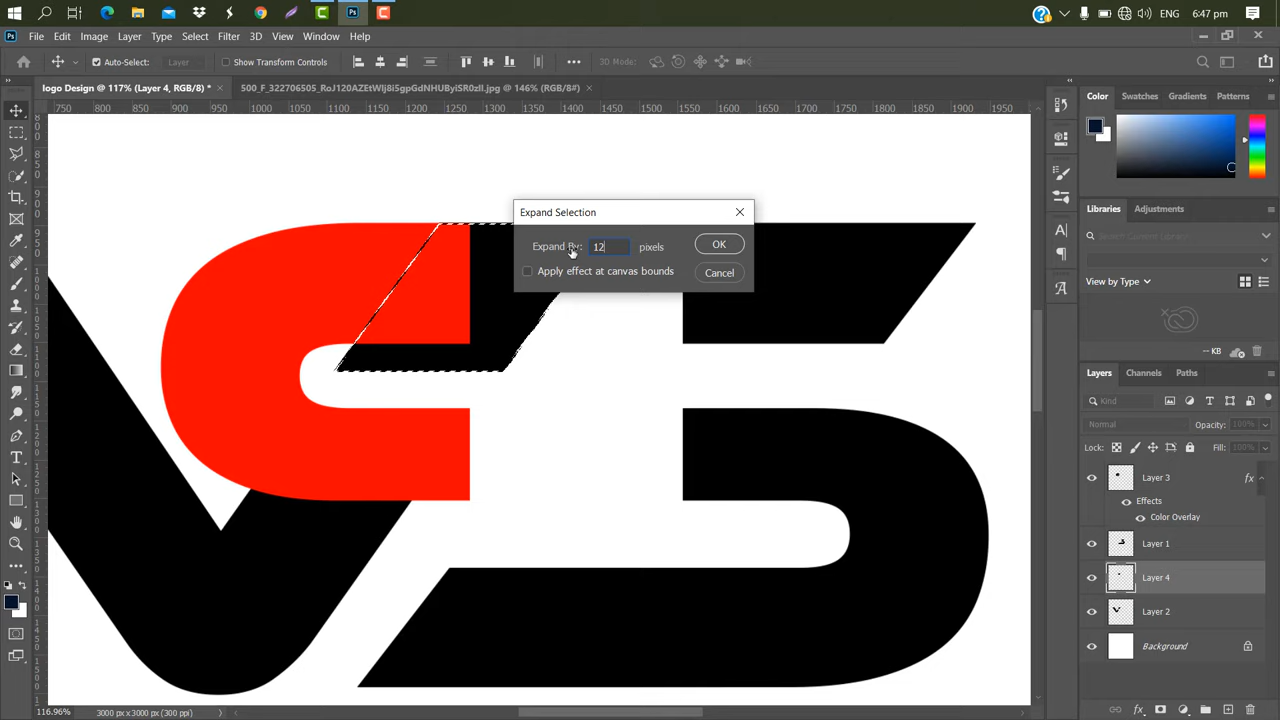 ENG
6:47 PM
Ps
File Edit Image Layer Type Select Filter 3D View Window Help
Auto-Select: Layer Show Transform Controls 3D Mode:
logo Design @ 117% (Layer 4, RGB/8) * ×
500_F_322706505_RoJ120AZEtWlj8i5gpGdNHUByiSR0zll.jpg @ 146% (RGB/8#) ×
750 800 850 900 950 1000 1050 1100 1150 1200 1250 1300 1350 1400 1450 1500 1550 1600 1650 1700 1750 1800 1850 1900 1950
Expand Selection
Expand By: 12 pixels
OK
Apply effect at canvas bounds
Cancel
Color Swatches Gradients Patterns
Libraries Adjustments
Search Current Library
View by Type
-- KB
Layers Channels Paths
Kind
Normal Opacity: 100%
Lock: Fill: 100%
Layer 3 fx
Effects
Color Overlay
Layer 1
Layer 4
Layer 2
Background
116.96% 3000 px x 3000 px (300 ppi)